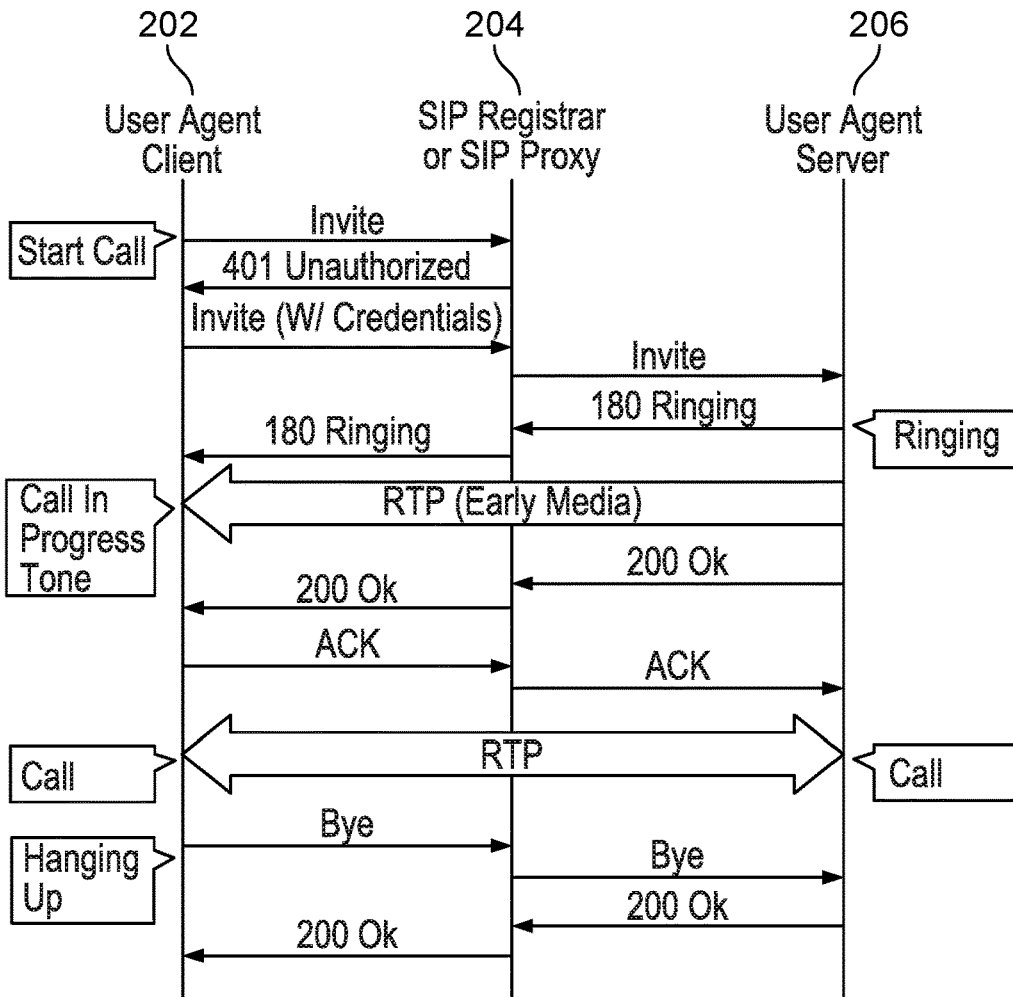 202
204
206
User Agent
Client
SIP Registrar
or SIP Proxy
User Agent
Server
Start Call
Invite
401 Unauthorized
Invite (W/ Credentials)
Invite
180 Ringing
Ringing
180 Ringing
Call In
Progress
Tone
RTP (Early Media)
200 Ok
200 Ok
ACK
ACK
Call
RTP
Call
Hanging
Up
Bye
Bye
200 Ok
200 Ok